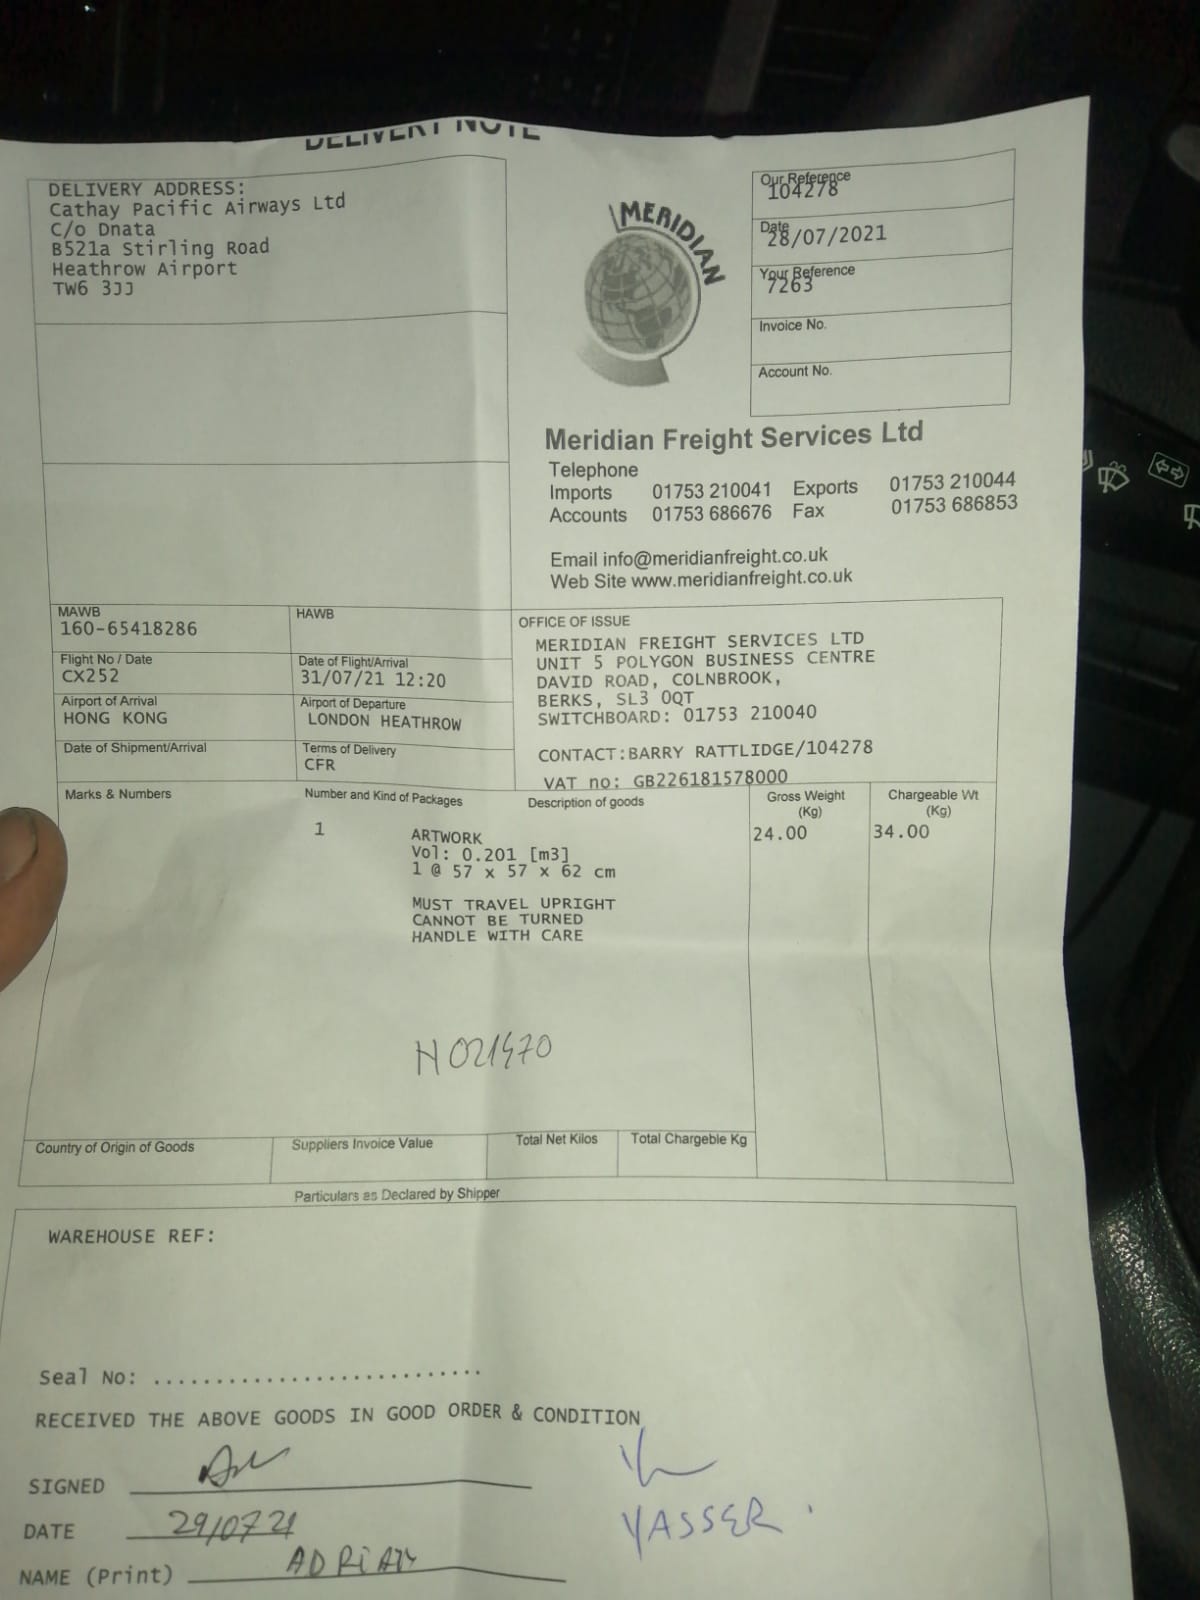 DELIVERY NOTE
DELIVERY ADDRESS:
Cathay Pacific Airways Ltd
C/o Dnata
B521a Stirling Road
Heathrow Airport
TW6 3JJ
MERIDIAN
Our Reference
104278
Date
28/07/2021
Your Reference
7263
Invoice No.
Account No.
Meridian Freight Services Ltd
Telephone
Imports 01753 210041 Exports 01753 210044
Accounts 01753 686676 Fax 01753 686853
Email info@meridianfreight.co.uk
Web Site www.meridianfreight.co.uk
MAWB
160-65418286
HAWB
Flight No / Date
CX252
Date of Flight/Arrival
31/07/21 12:20
Airport of Arrival
HONG KONG
Airport of Departure
LONDON HEATHROW
Date of Shipment/Arrival
Terms of Delivery
CFR
OFFICE OF ISSUE
MERIDIAN FREIGHT SERVICES LTD
UNIT 5 POLYGON BUSINESS CENTRE
DAVID ROAD, COLNBROOK,
BERKS, SL3 0QT
SWITCHBOARD: 01753 210040
CONTACT:BARRY RATTLIDGE/104278
VAT no: GB226181578000
Marks & Numbers
Number and Kind of Packages
Description of goods
Gross Weight
(Kg)
Chargeable Wt
(Kg)
1
ARTWORK
24.00
34.00
Vol: 0.201 [m3]
1 @ 57 x 57 x 62 cm
MUST TRAVEL UPRIGHT
CANNOT BE TURNED
HANDLE WITH CARE
Country of Origin of Goods
Suppliers Invoice Value
Total Net Kilos
Total Chargeble Kg
Particulars as Declared by Shipper
WAREHOUSE REF:
Seal No: ..............................
RECEIVED THE ABOVE GOODS IN GOOD ORDER & CONDITION
SIGNED
DATE 29/07 21
YASSER
NAME (Print) ADRIAN